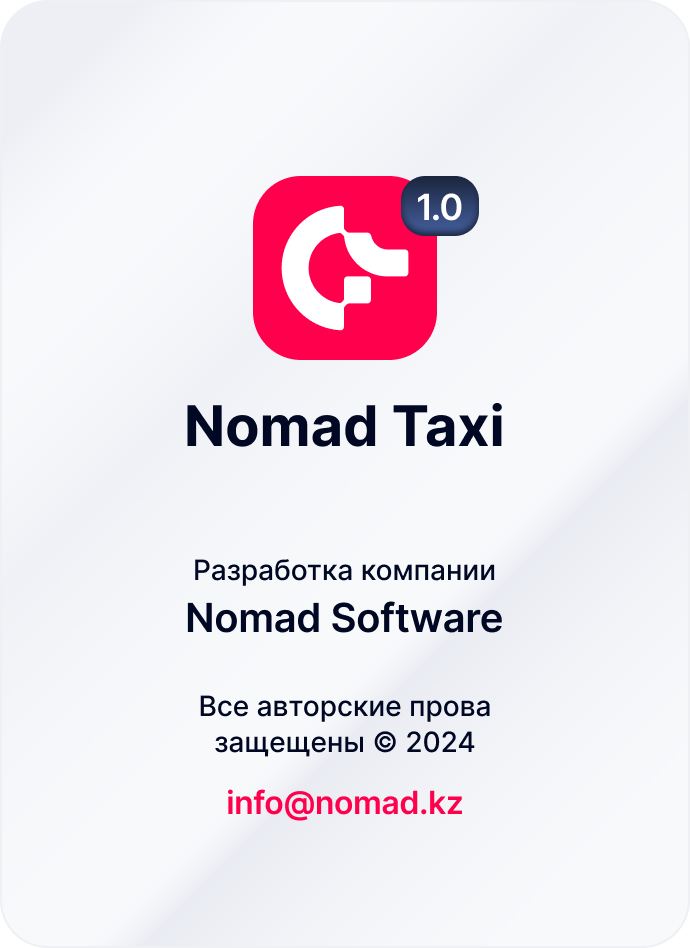 1.0
Nomad Taxi
Разработка компании
Nomad Software
Все авторские прова
защещены © 2024
info@nomad.kz